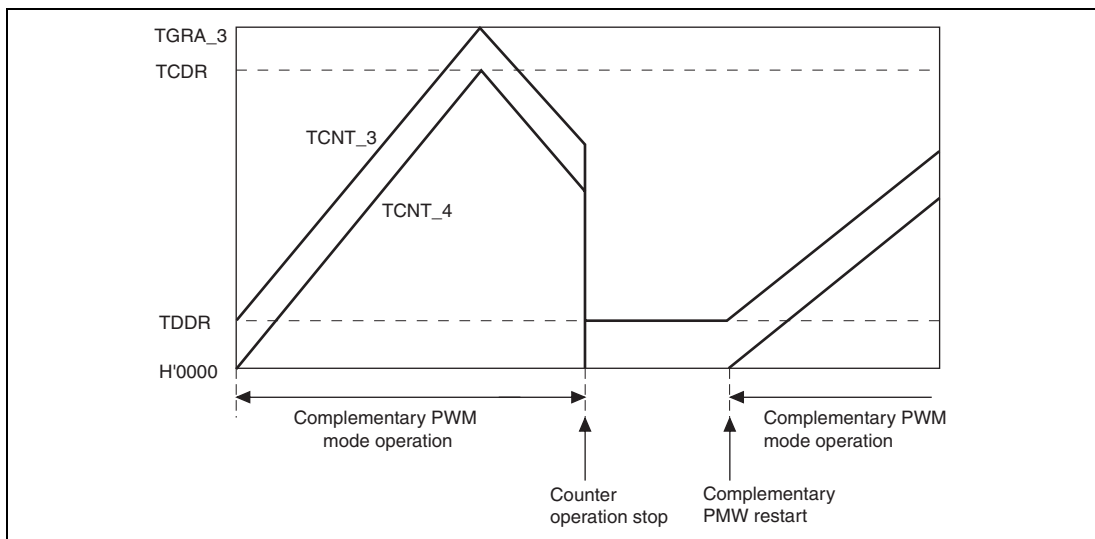 TGRA_3
TCDR
TCNT_3
TCNT_4
TDDR
H'0000
Complementary PWM
mode operation
Complementary PWM
mode operation
Counter
operation stop
Complementary
PMW restart